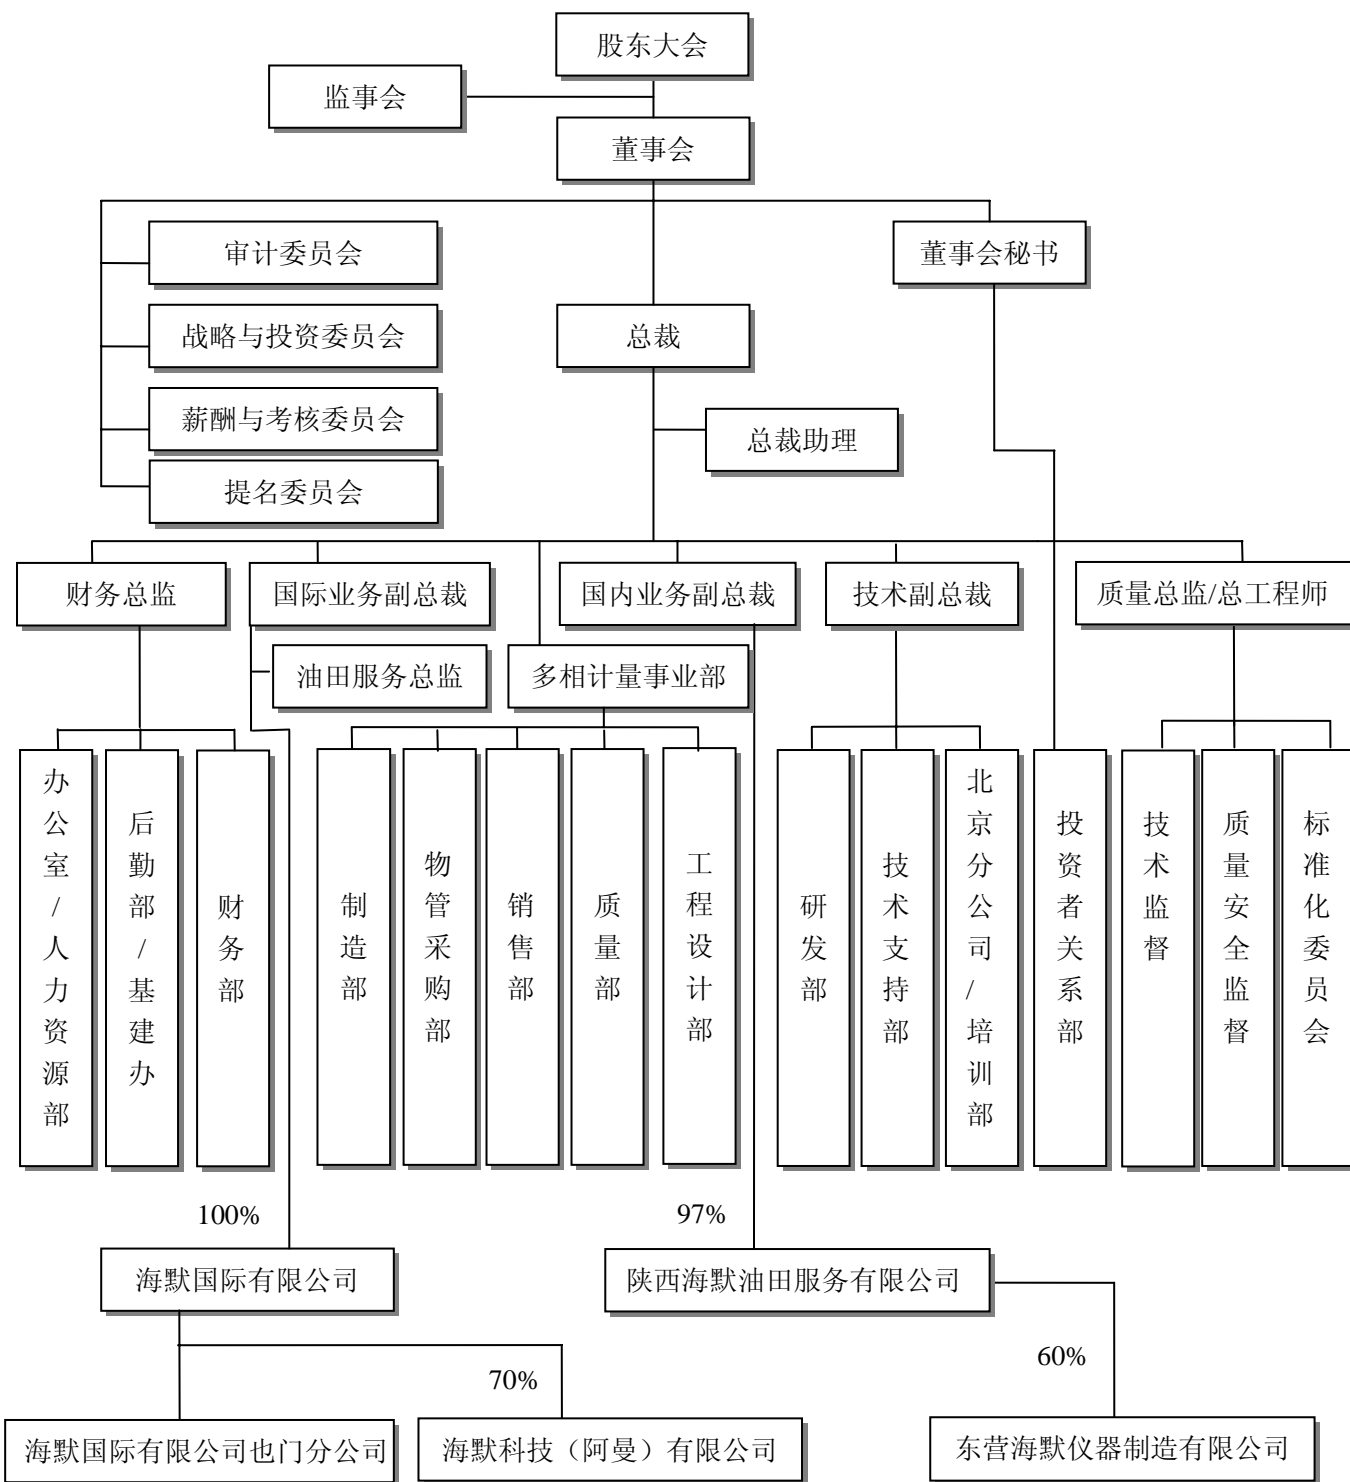 股东大会
监事会
董事会
审计委员会
董事会秘书
战略与投资委员会
总裁
薪酬与考核委员会
总裁助理
提名委员会
财务总监
国际业务副总裁
国内业务副总裁
技术副总裁
质量总监/总工程师
油田服务总监
多相计量事业部
办公室/人力资源部
后勤部/基建办
财务部
制造部
物管采购部
销售部
质量部
工程设计部
研发部
技术支持部
北京分公司/培训部
投资者关系部
技术监督
质量安全监督
标准化委员会
100%
97%
海默国际有限公司
陕西海默油田服务有限公司
70%
60%
海默国际有限公司也门分公司
海默科技（阿曼）有限公司
东营海默仪器制造有限公司